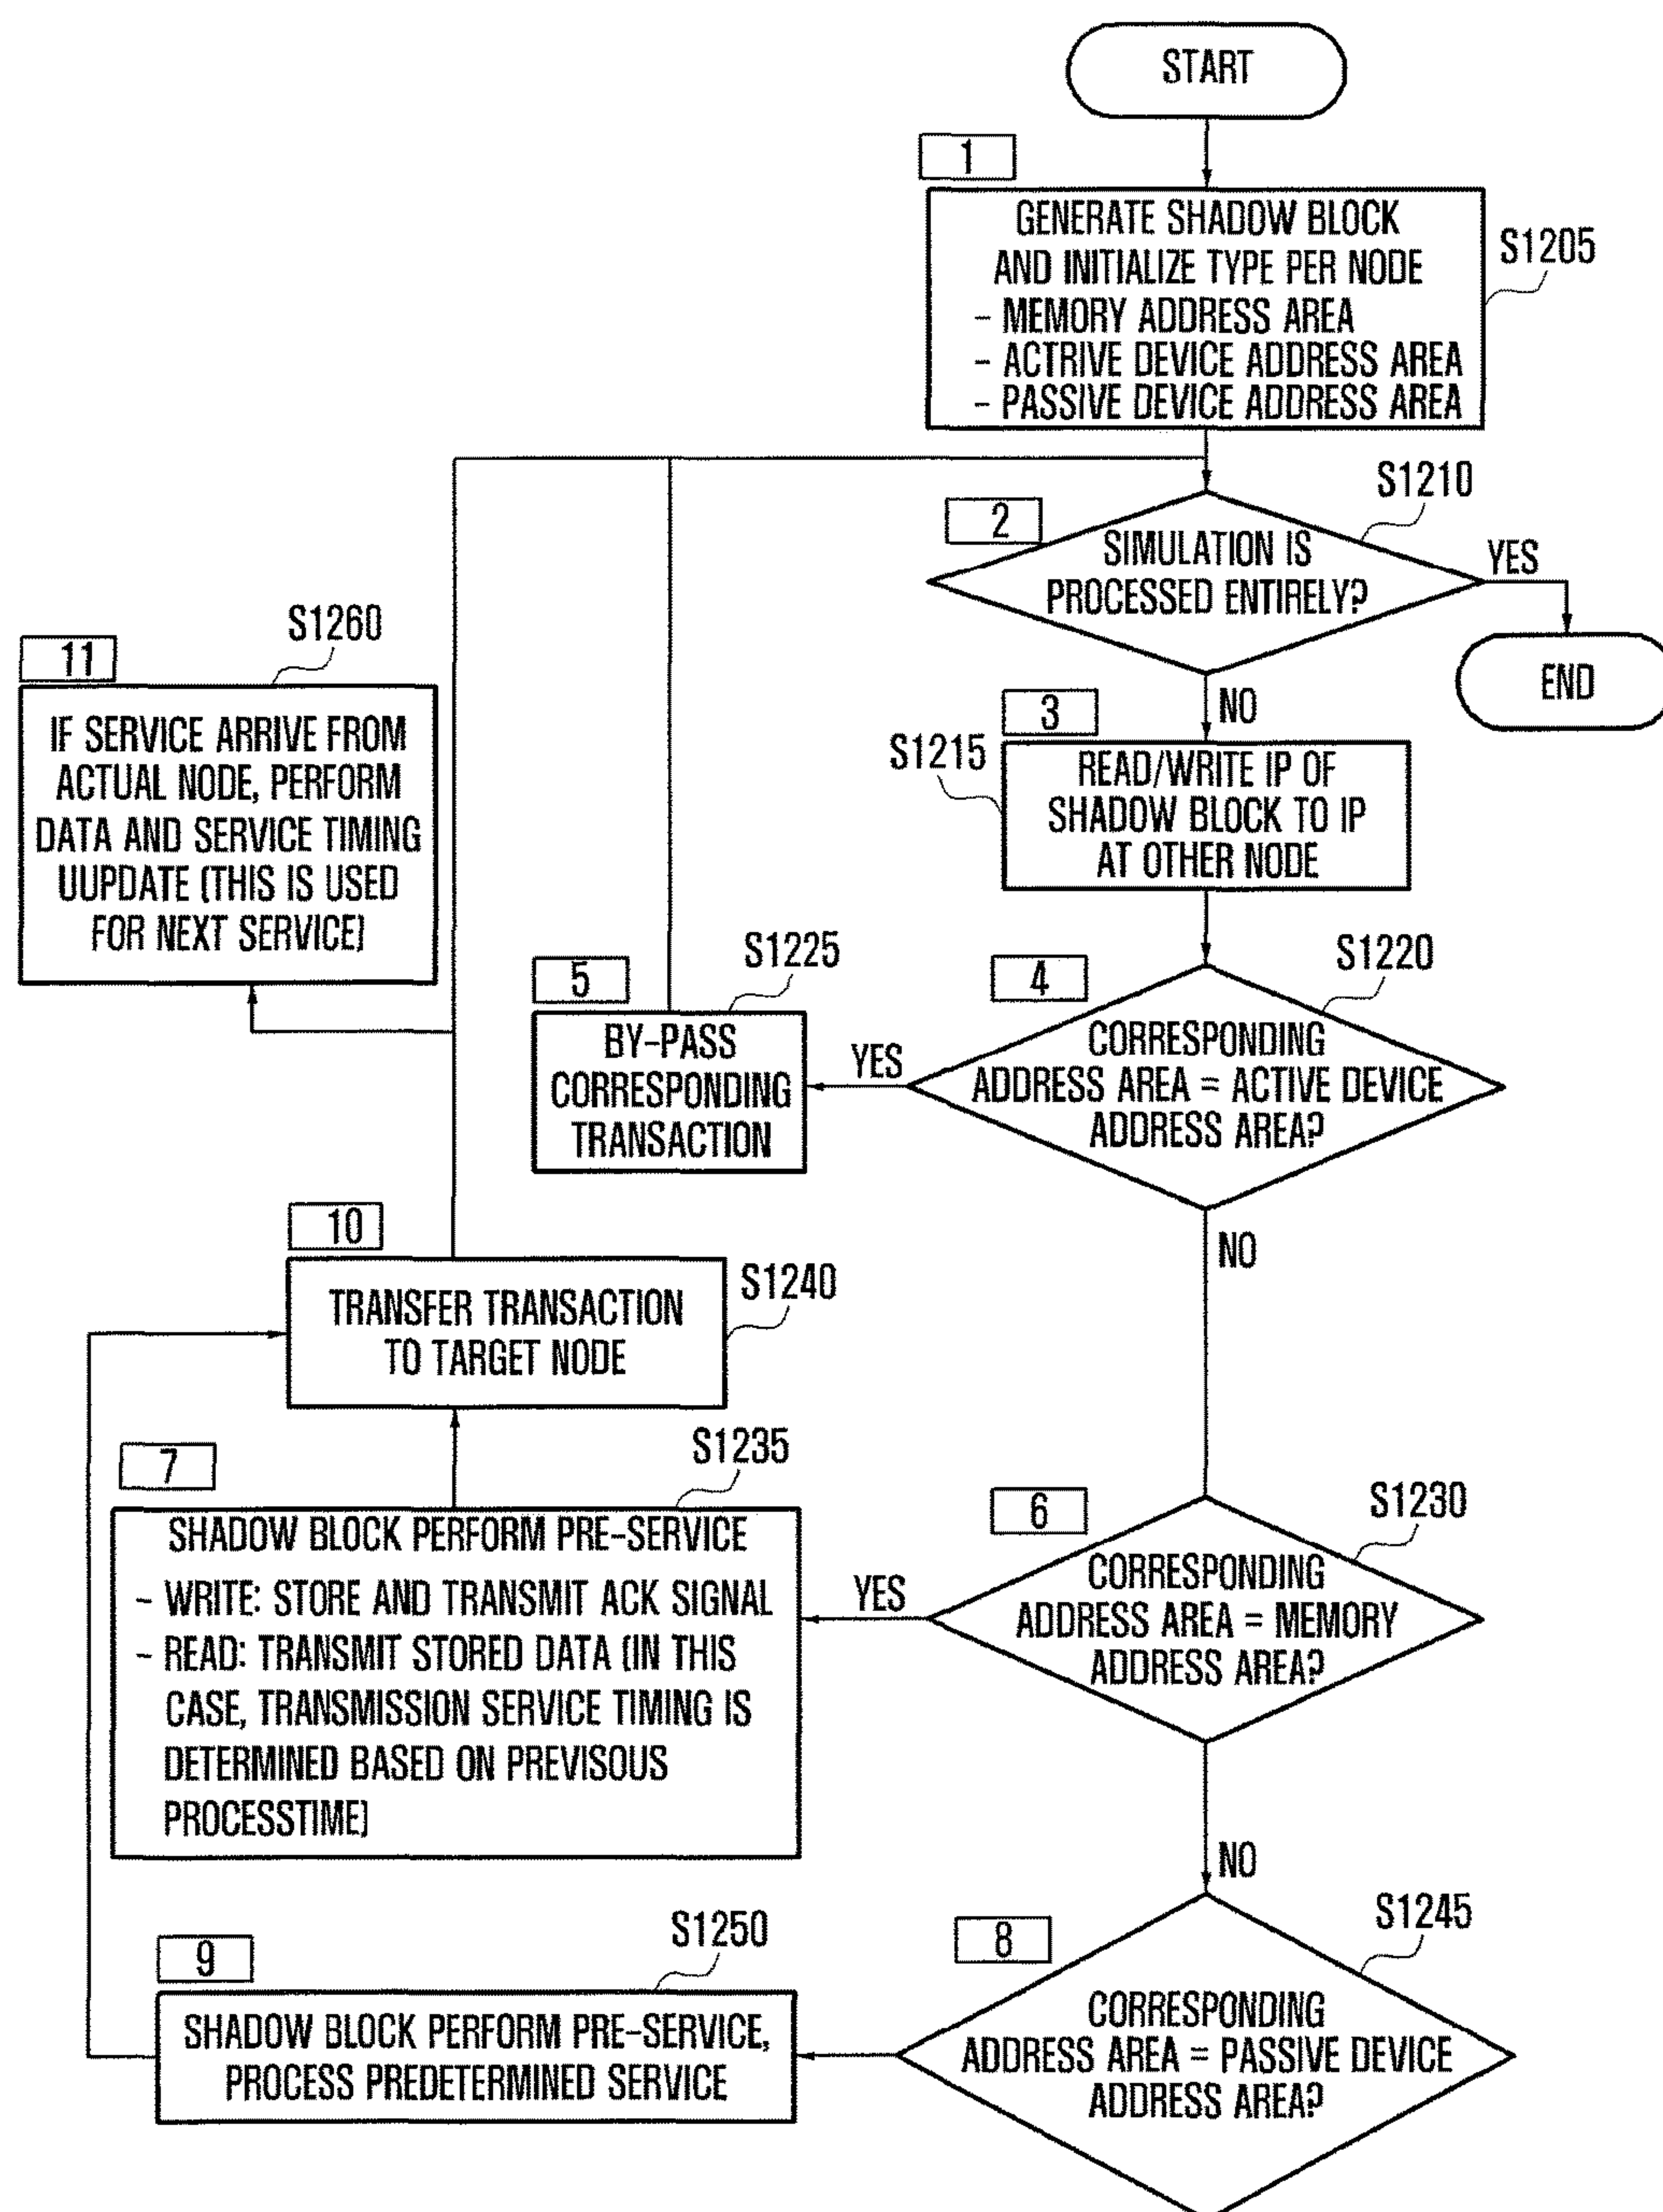 START
1
GENERATE SHADOW BLOCK
AND INITIALIZE TYPE PER NODE
- MEMORY ADDRESS AREA
- ACTRIVE DEVICE ADDRESS AREA
- PASSIVE DEVICE ADDRESS AREA
S1205
2
S1210
SIMULATION IS
PROCESSED ENTIRELY?
YES
END
NO
3
S1215
READ/WRITE IP OF
SHADOW BLOCK TO IP
AT OTHER NODE
4
S1220
CORRESPONDING
ADDRESS AREA = ACTIVE DEVICE
ADDRESS AREA?
YES
5
S1225
BY-PASS
CORRESPONDING
TRANSACTION
NO
6
S1230
CORRESPONDING
ADDRESS AREA = MEMORY
ADDRESS AREA?
YES
7
S1235
SHADOW BLOCK PERFORM PRE-SERVICE
- WRITE: STORE AND TRANSMIT ACK SIGNAL
- READ: TRANSMIT STORED DATA (IN THIS
CASE, TRANSMISSION SERVICE TIMING IS
DETERMINED BASED ON PREVISOUS
PROCESSTIME)
NO
8
S1245
CORRESPONDING
ADDRESS AREA = PASSIVE DEVICE
ADDRESS AREA?
9
S1250
SHADOW BLOCK PERFORM PRE-SERVICE,
PROCESS PREDETERMINED SERVICE
10
S1240
TRANSFER TRANSACTION
TO TARGET NODE
11
S1260
IF SERVICE ARRIVE FROM
ACTUAL NODE, PERFORM
DATA AND SERVICE TIMING
UUPDATE (THIS IS USED
FOR NEXT SERVICE)